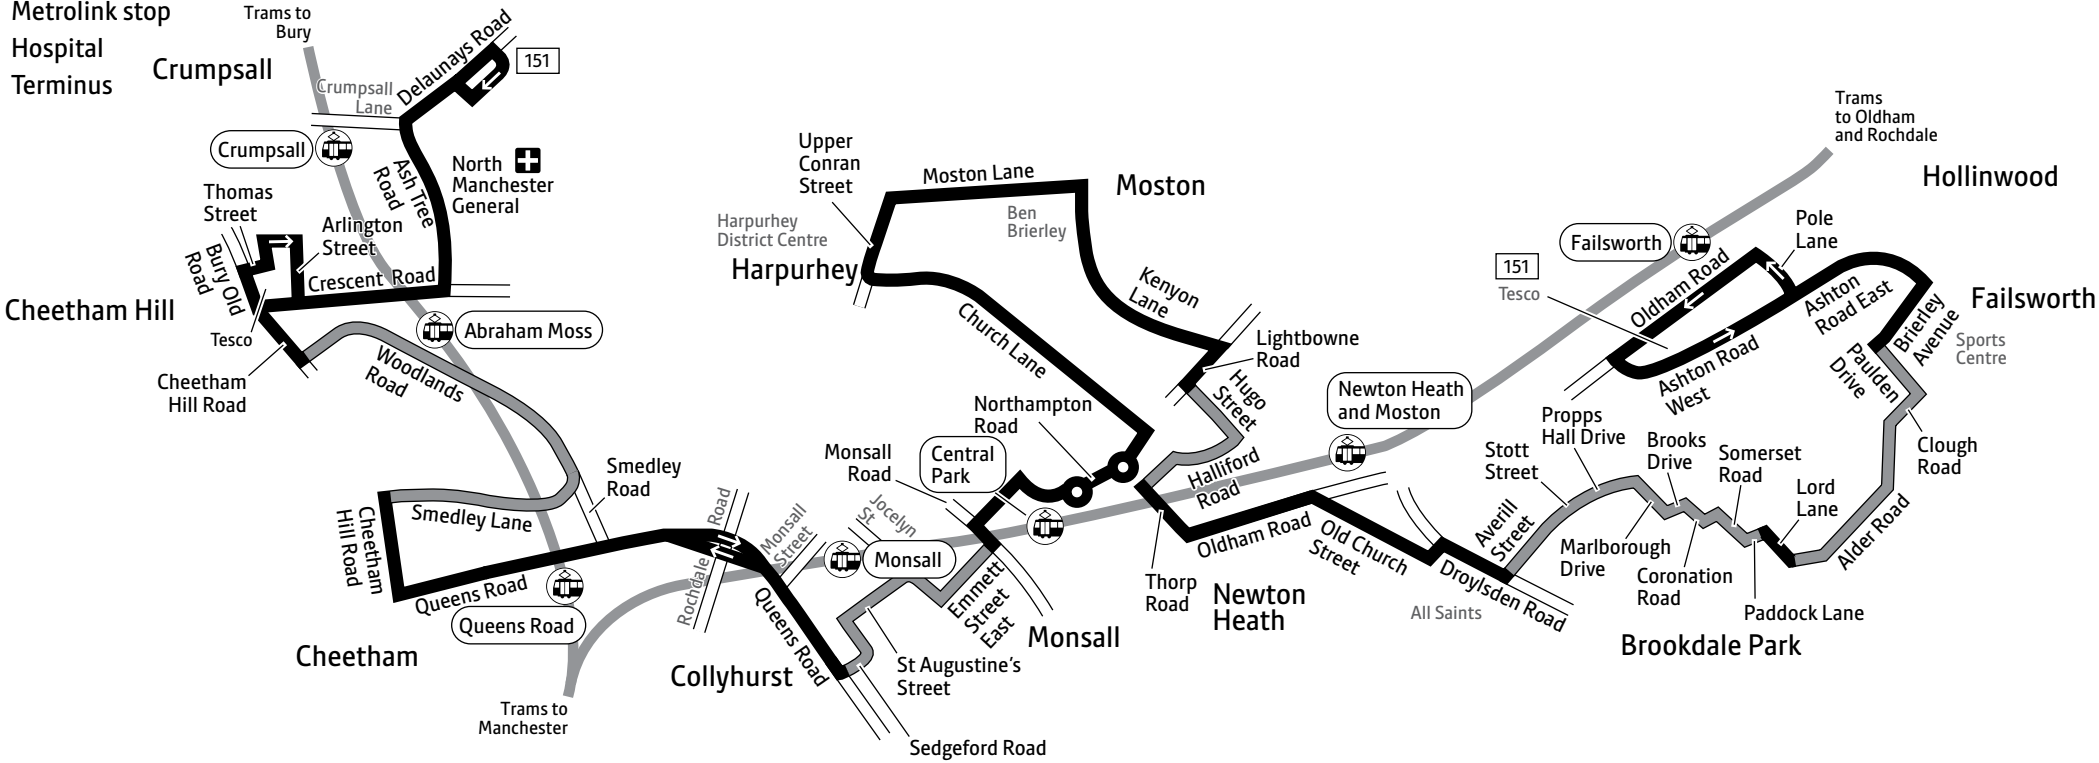 Metrolink stop
Hospital
Terminus
Trams to
Bury
Crumpsall
Crumpsall
Lane
Delaunays Road
151
Crumpsall
Ash Tree
Road
North
Manchester
General
Thomas
Street
Arlington
Street
Bury Old
Road
Crescent Road
Cheetham Hill
Tesco
Abraham Moss
Woodlands
Road
Cheetham
Hill Road
Smedley
Road
Smedley Lane
Cheetham
Hill Road
Queens Road
Queens Road
Cheetham
Trams to
Manchester
Rochdale Road
Monsall
Street
Jocelyn
St
Monsall
Queens Road
Collyhurst
St Augustine's
Street
Sedgeford Road
Emmett
Street
East
Monsall
Monsall
Road
Central
Park
Northampton
Road
Upper
Conran
Street
Harpurhey
District Centre
Harpurhey
Moston Lane
Moston
Ben
Brierley
Church Lane
Kenyon
Lane
Lightbowne
Road
Hugo
Street
Halliford
Road
Newton Heath
and Moston
Thorp
Road
Oldham Road
Newton
Heath
Old Church
Street
All Saints
Droylsden Road
Averill
Street
Stott
Street
Propps
Hall Drive
Marlborough
Drive
Brooks
Drive
Coronation
Road
Somerset
Road
Paddock Lane
Lord
Lane
Brookdale Park
Alder Road
Clough
Road
Paulden
Drive
Brierley
Avenue
Sports
Centre
Failsworth
Ashton
Road East
Pole
Lane
Oldham Road
Ashton Road
West
151
Tesco
Failsworth
Hollinwood
Trams
to Oldham
and Rochdale